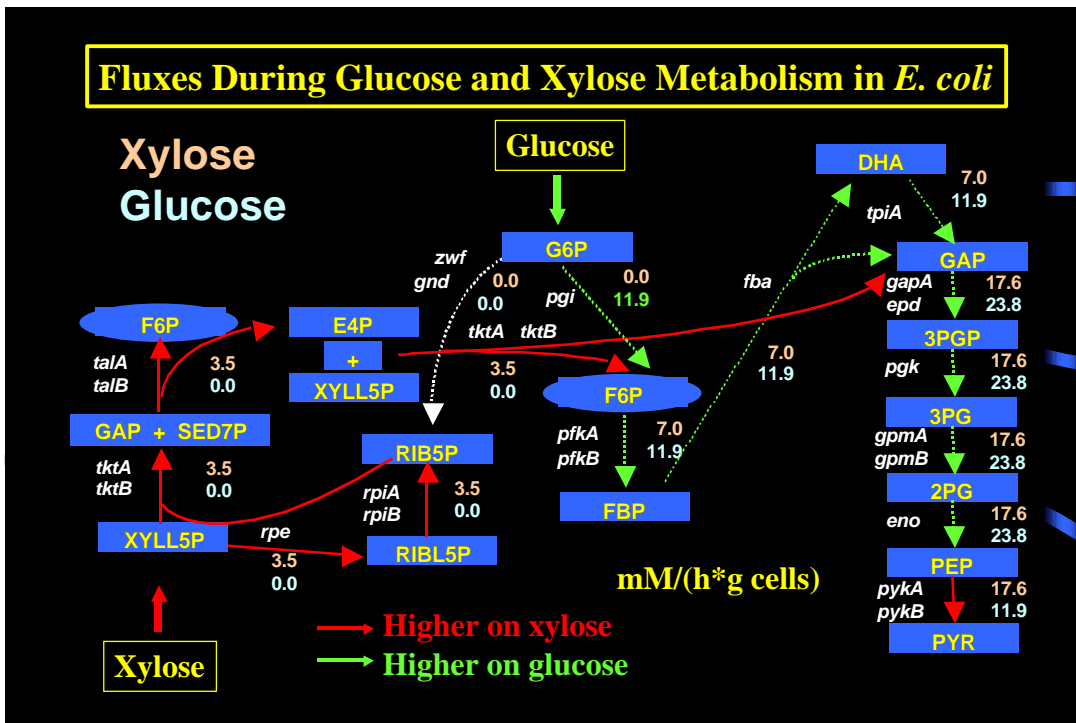 Fluxes During Glucose and Xylose Metabolism in E. coli
Xylose
Glucose
Glucose
DHA
7.0
11.9
tpiA
G6P
zwf
gnd
0.0
0.0
0.0
11.9
pgi
fba
GAP
gapA
epd
17.6
23.8
F6P
E4P
+
XYLL5P
tktA tktB
3.5
0.0
7.0
11.9
3PGP
pgk
17.6
23.8
talA
talB
3.5
0.0
F6P
3PG
GAP + SED7P
RIB5P
pfkA
pfkB
7.0
11.9
gpmA
gpmB
17.6
23.8
tktA
tktB
3.5
0.0
rpiA
rpiB
3.5
0.0
2PG
FBP
eno
17.6
23.8
XYLL5P
rpe
3.5
0.0
RIBL5P
PEP
mM/(h*g cells)
pykA
pykB
17.6
11.9
PYR
Xylose
Higher on xylose
Higher on glucose